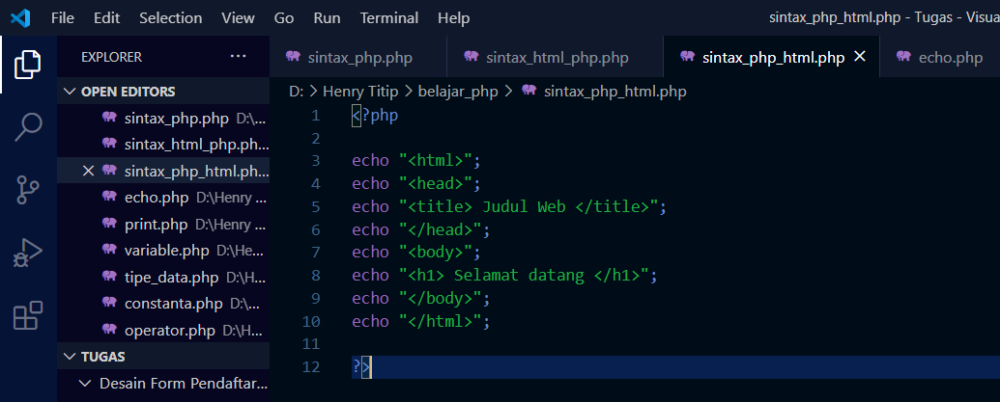 File Edit Selection View Go Run Terminal Help sintax_php_html.php - Tugas - Visua
EXPLORER ...
sintax_php.php sintax_html_php.php sintax_php_html.php × echo.php
OPEN EDITORS
sintax_php.php D:\...
sintax_html_php.ph...
× sintax_php_html.ph...
echo.php D:\Henry ...
print.php D:\Henry ...
variable.php D:\He...
tipe_data.php D:\H...
constanta.php D:\...
operator.php D:\H...
TUGAS
Desain Form Pendaftar...
D: > Henry Titip > belajar_php > sintax_php_html.php
1 <?php
2
3 echo "<html>";
4 echo "<head>";
5 echo "<title> Judul Web </title>";
6 echo "</head>";
7 echo "<body>";
8 echo "<h1> Selamat datang </h1>";
9 echo "</body>";
10 echo "</html>";
11
12 ?>